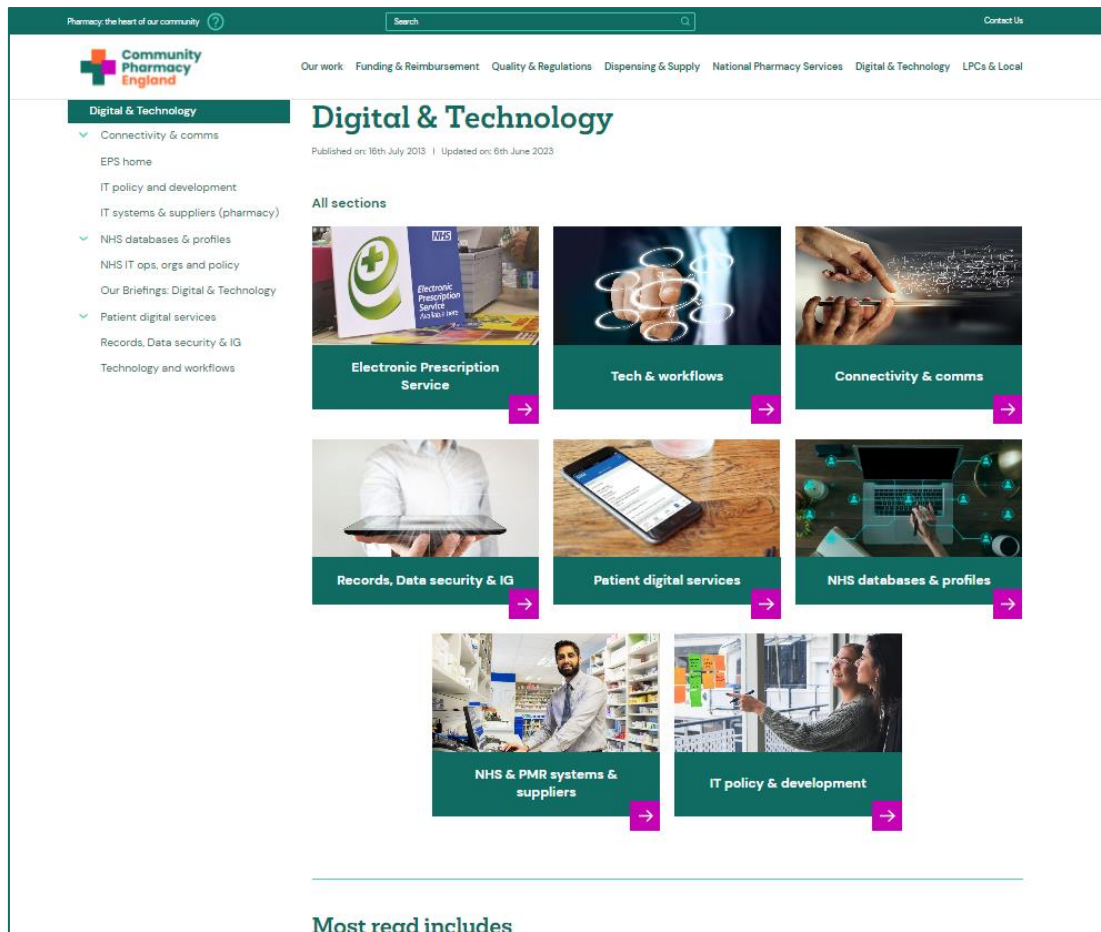 Pharmacy: the heart of our community ?
Search
Contact Us
Community
Pharmacy
England
Our work Funding & Reimbursement Quality & Regulations Dispensing & Supply National Pharmacy Services Digital & Technology LPCs & Local
Digital & Technology
Connectivity & comms
EPS home
IT policy and development
IT systems & suppliers (pharmacy)
NHS databases & profiles
NHS IT ops, orgs and policy
Our Briefings: Digital & Technology
Patient digital services
Records, Data security & IG
Technology and workflows
Digital & Technology
Published on: 16th July 2013 | Updated on: 6th June 2023
All sections
NHS
Electronic
Prescription
Service
Available here
Electronic Prescription
Service
Tech & workflows
Connectivity & comms
Records, Data security & IG
Patient digital services
NHS databases & profiles
NHS & PMR systems &
suppliers
IT policy & development
Most read includes